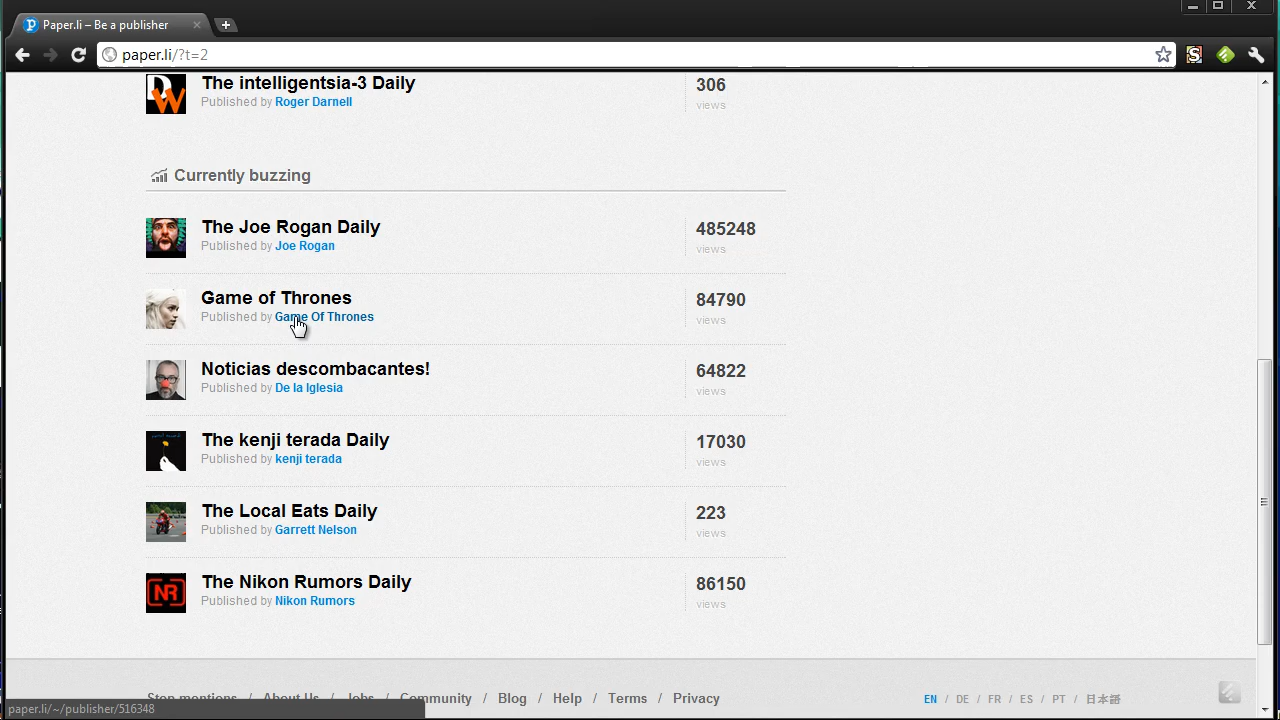 Paper.li – Be a publisher
paper.li/?t=2
The intelligentsia-3 Daily
Published by Roger Darnell
306
views
Currently buzzing
The Joe Rogan Daily
Published by Joe Rogan
485248
views
Game of Thrones
Published by Game Of Thrones
84790
views
Noticias descombacantes!
Published by De la Iglesia
64822
views
The kenji terada Daily
Published by kenji terada
17030
views
The Local Eats Daily
Published by Garrett Nelson
223
views
The Nikon Rumors Daily
Published by Nikon Rumors
86150
views
Stop mentions / About Us / Jobs / Community / Blog / Help / Terms / Privacy
EN / DE / FR / ES / PT / 日本語
paper.li/~/publisher/516348